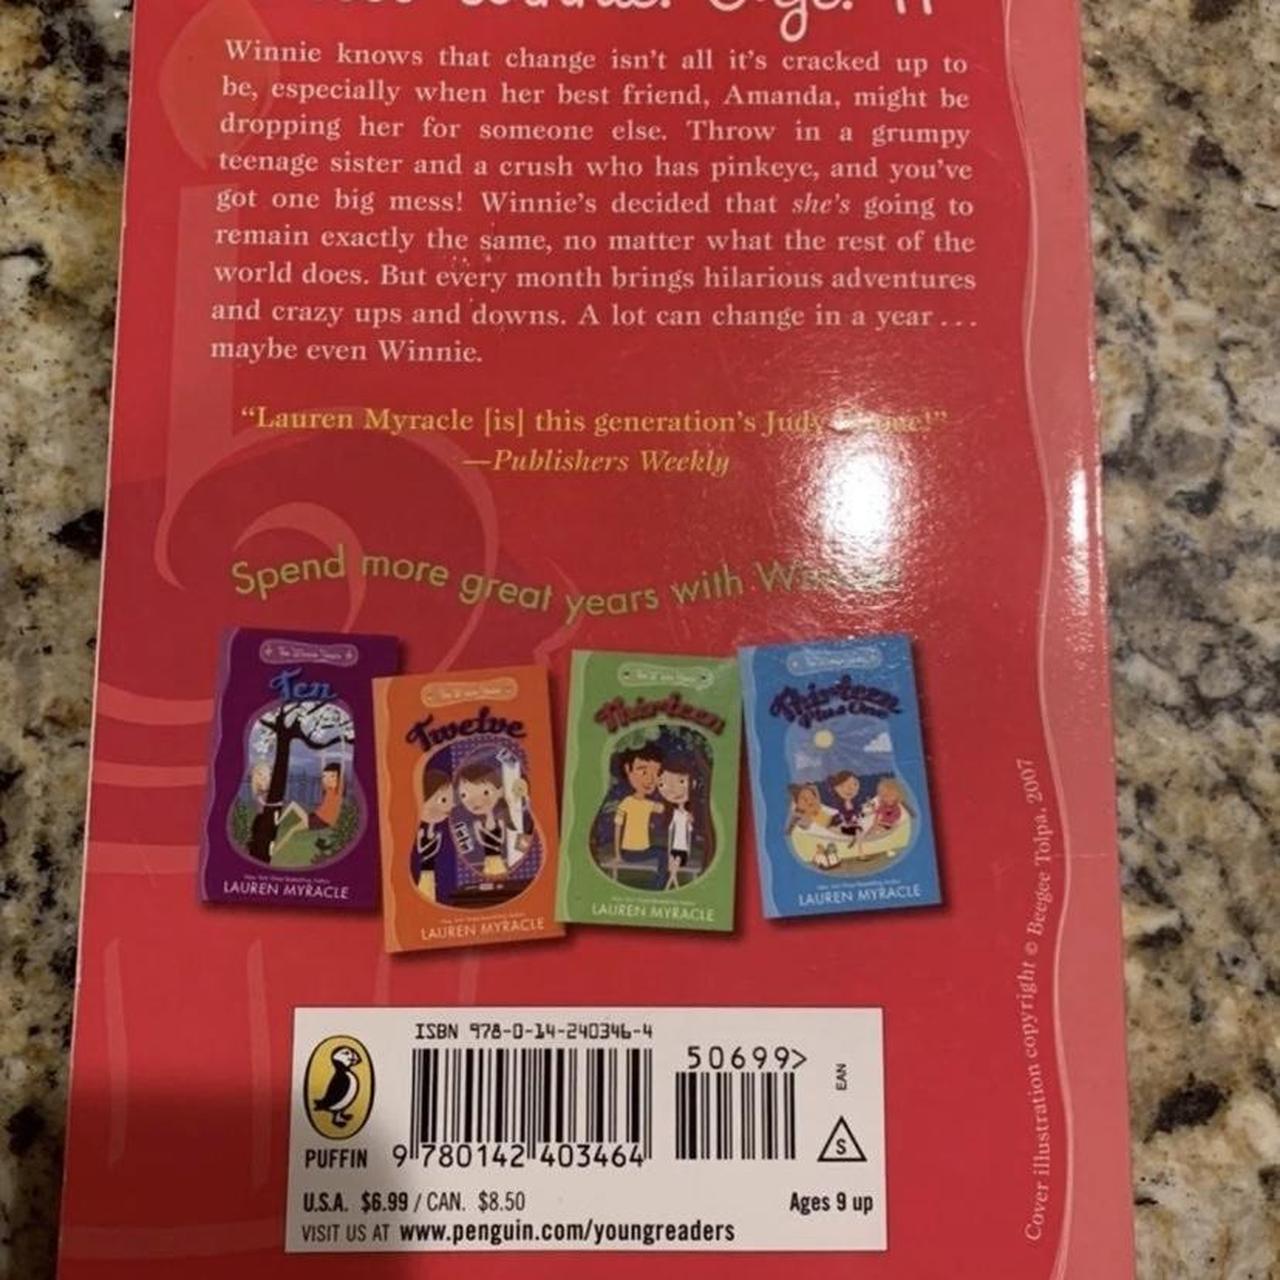 Winnie. Age: 11
Winnie knows that change isn't all it's cracked up to
be, especially when her best friend, Amanda, might be
dropping her for someone else. Throw in a grumpy
teenage sister and a crush who has pinkeye, and you've
got one big mess! Winnie's decided that she's going to
remain exactly the same, no matter what the rest of the
world does. But every month brings hilarious adventures
and crazy ups and downs. A lot can change in a year...
maybe even Winnie.
“Lauren Myracle [is] this generation's Judy
—Publishers Weekly
Spend more great years with
Ten
LAUREN MYRACLE
Twelve
LAUREN MYRACLE
Thirteen
LAUREN MYRACLE
Thirteen
Plus One
LAUREN MYRACLE
Cover illustration copyright © Beegee Tolpa, 2007
ISBN 978-0-14-240346-4
50699>
EAN
S
PUFFIN
9 780142 403464
U.S.A. $6.99 / CAN. $8.50
Ages 9 up
VISIT US AT www.penguin.com/youngreaders